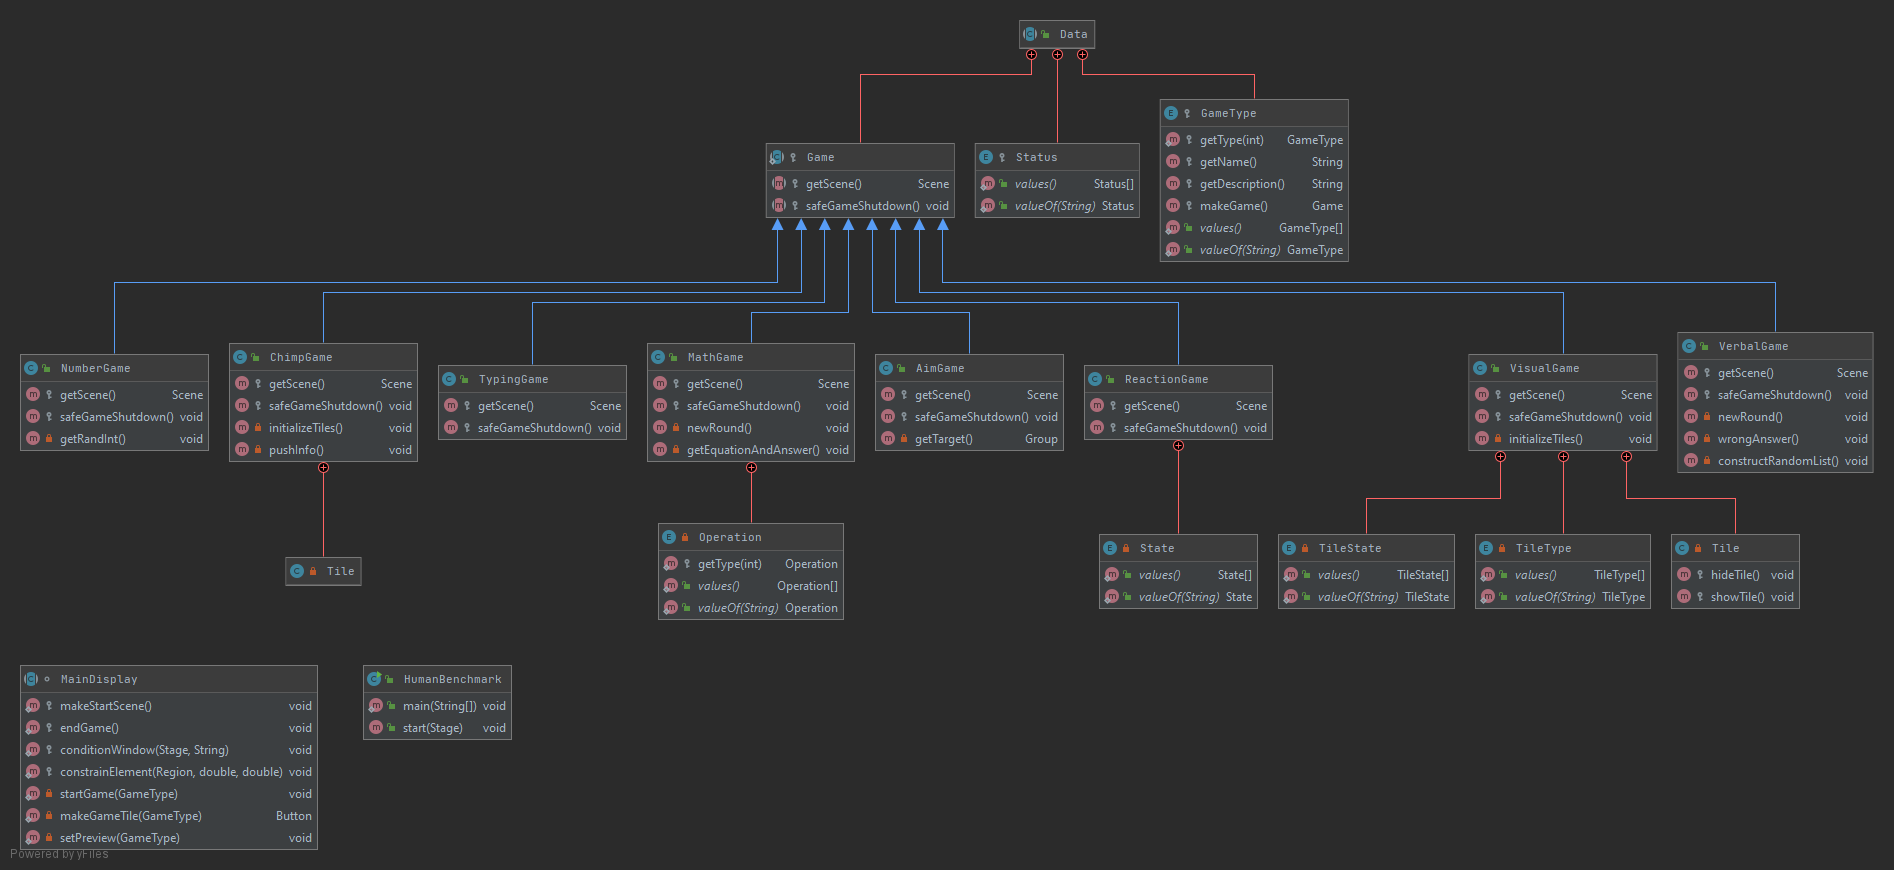 Data
GameType
getType(int) GameType
getName() String
getDescription() String
makeGame() Game
values() GameType[]
valueOf(String) GameType
Game
getScene() Scene
safeGameShutdown() void
Status
values() Status[]
valueOf(String) Status
NumberGame
getScene() Scene
safeGameShutdown() void
getRandInt() void
ChimpGame
getScene() Scene
safeGameShutdown() void
initializeTiles() void
pushInfo() void
TypingGame
getScene() Scene
safeGameShutdown() void
MathGame
getScene() Scene
safeGameShutdown() void
newRound() void
getEquationAndAnswer() void
AimGame
getScene() Scene
safeGameShutdown() void
getTarget() Group
ReactionGame
getScene() Scene
safeGameShutdown() void
VisualGame
getScene() Scene
safeGameShutdown() void
initializeTiles() void
VerbalGame
getScene() Scene
safeGameShutdown() void
newRound() void
wrongAnswer() void
constructRandomList() void
Tile
Operation
getType(int) Operation
values() Operation[]
valueOf(String) Operation
State
values() State[]
valueOf(String) State
TileState
values() TileState[]
valueOf(String) TileState
TileType
values() TileType[]
valueOf(String) TileType
Tile
hideTile() void
showTile() void
MainDisplay
makeStartScene() void
endGame() void
conditionWindow(Stage, String) void
constrainElement(Region, double, double) void
startGame(GameType) void
makeGameTile(GameType) Button
setPreview(GameType) void
HumanBenchmark
main(String[]) void
start(Stage) void
Powered by yFiles